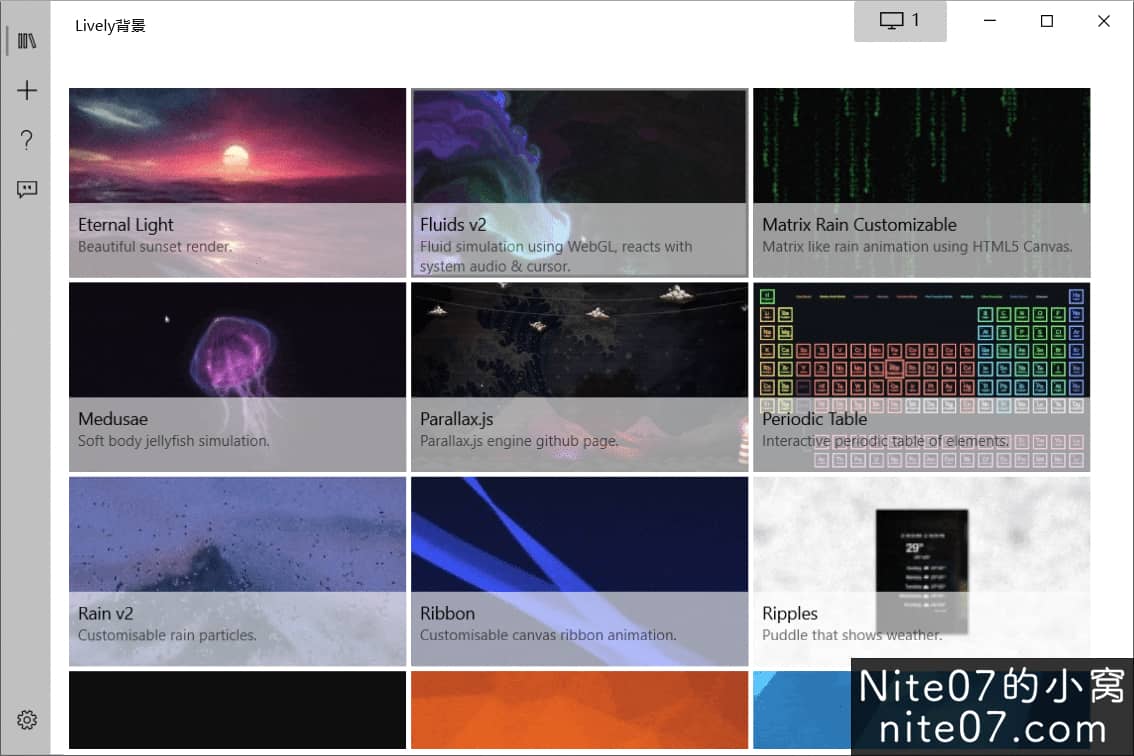 Lively背景
1
Eternal Light
Beautiful sunset render.
Fluids v2
Fluid simulation using WebGL, reacts with
system audio & cursor.
Matrix Rain Customizable
Matrix like rain animation using HTML5 Canvas.
Medusae
Soft body jellyfish simulation.
Parallax.js
Parallax.js engine github page.
Periodic Table
Interactive periodic table of elements.
Rain v2
Customisable rain particles.
Ribbon
Customisable canvas ribbon animation.
Ripples
Puddle that shows weather.
29°
Nite07的小窝
nite07.com